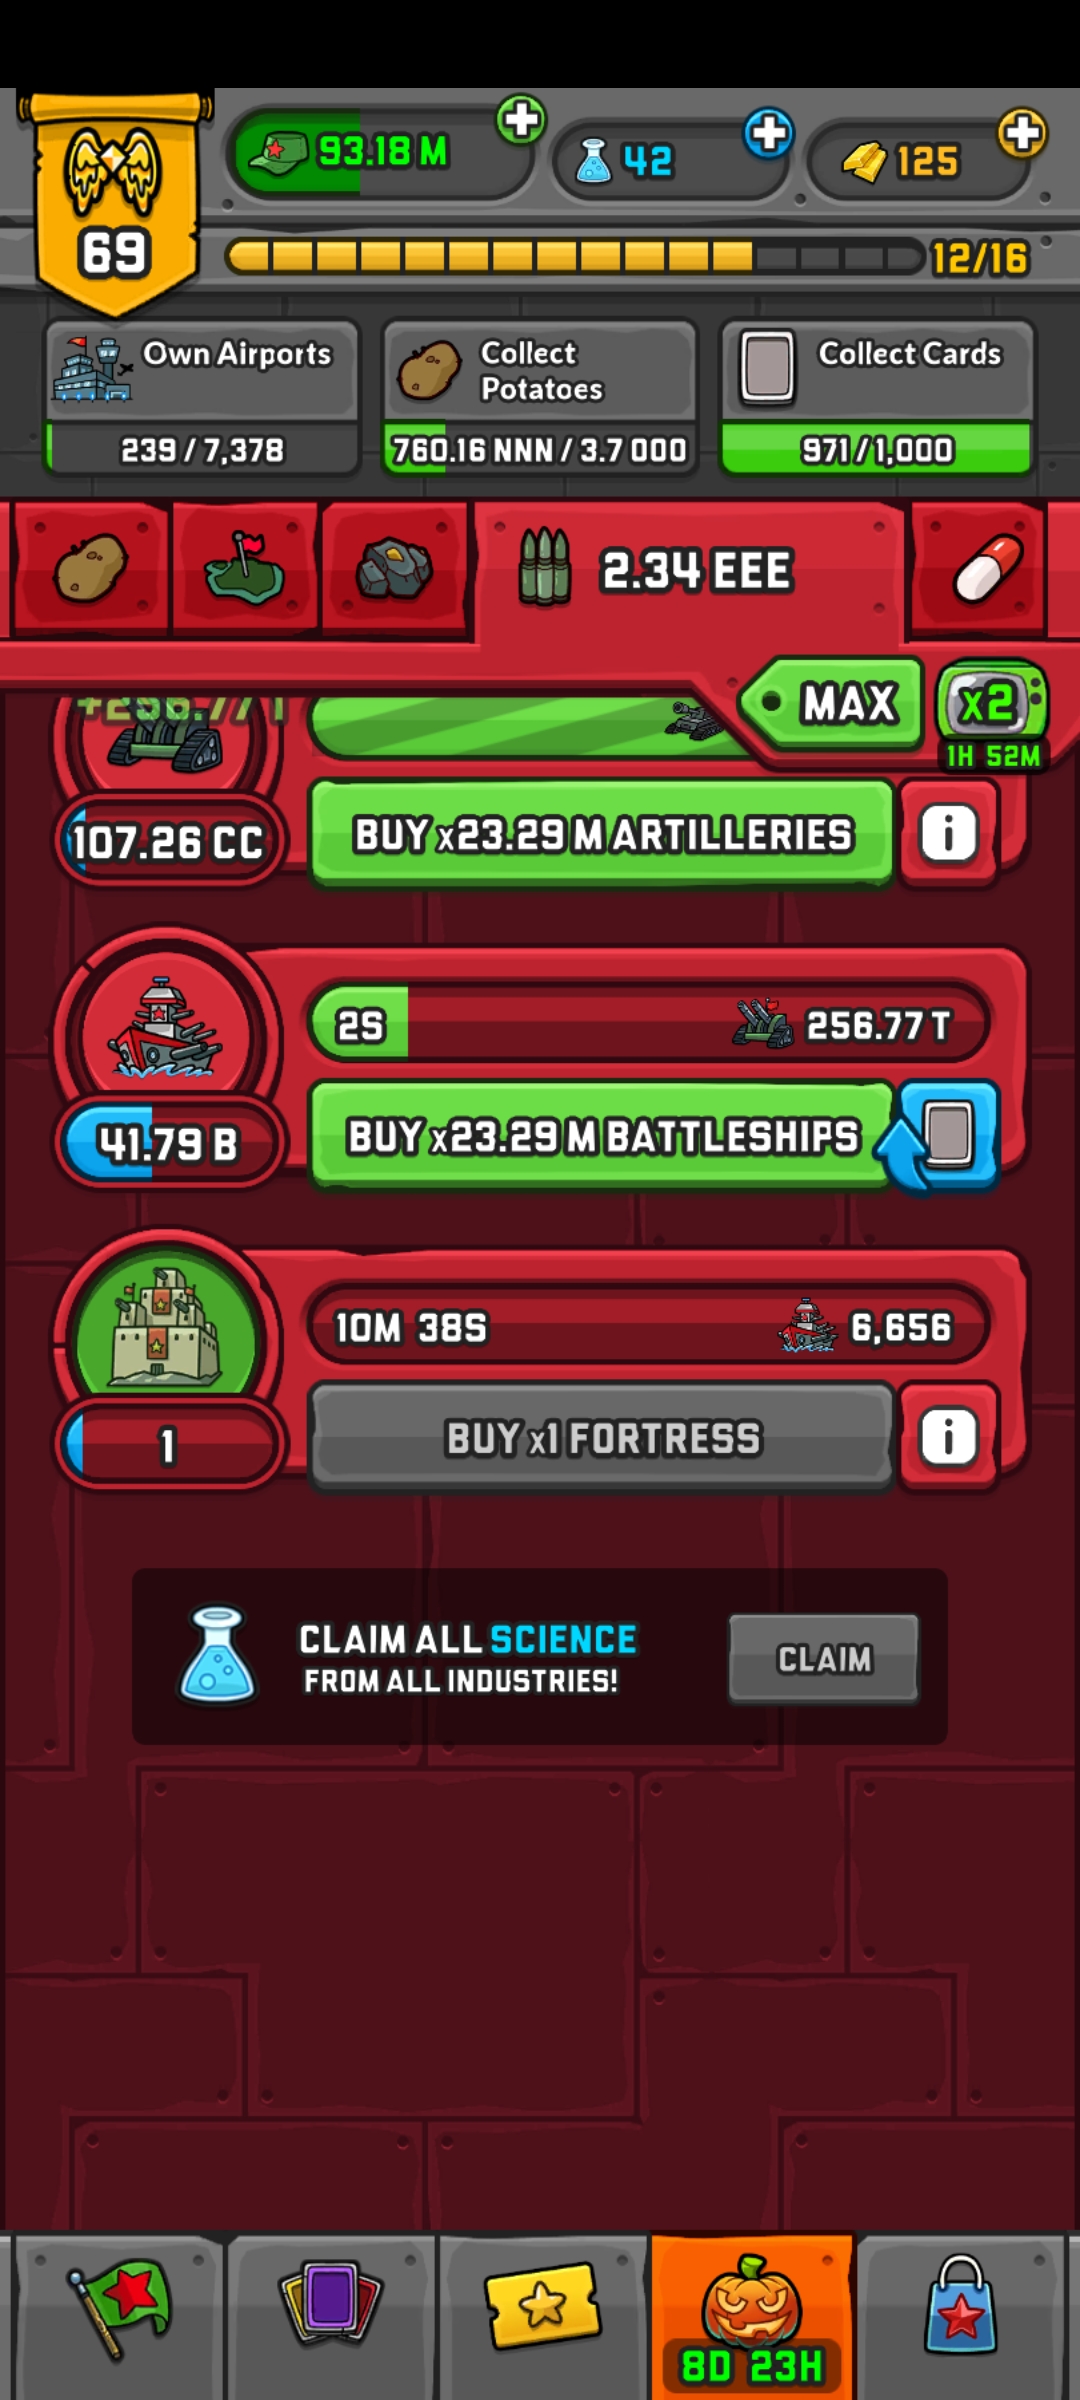 69
93.18 M
42
125
12/16
Own Airports
239 / 7,378
Collect
Potatoes
760.16 NNN / 3.7 OOO
Collect Cards
971 / 1,000
2.34 EEE
MAX
x2
1H 52M
+256.77 T
107.26 CC
BUY x23.29 M ARTILLERIES
i
2S
256.77 T
41.79 B
BUY x23.29 M BATTLESHIPS
10M 38S
6,656
1
BUY x1 FORTRESS
i
CLAIM ALL SCIENCE
FROM ALL INDUSTRIES!
CLAIM
8D 23H